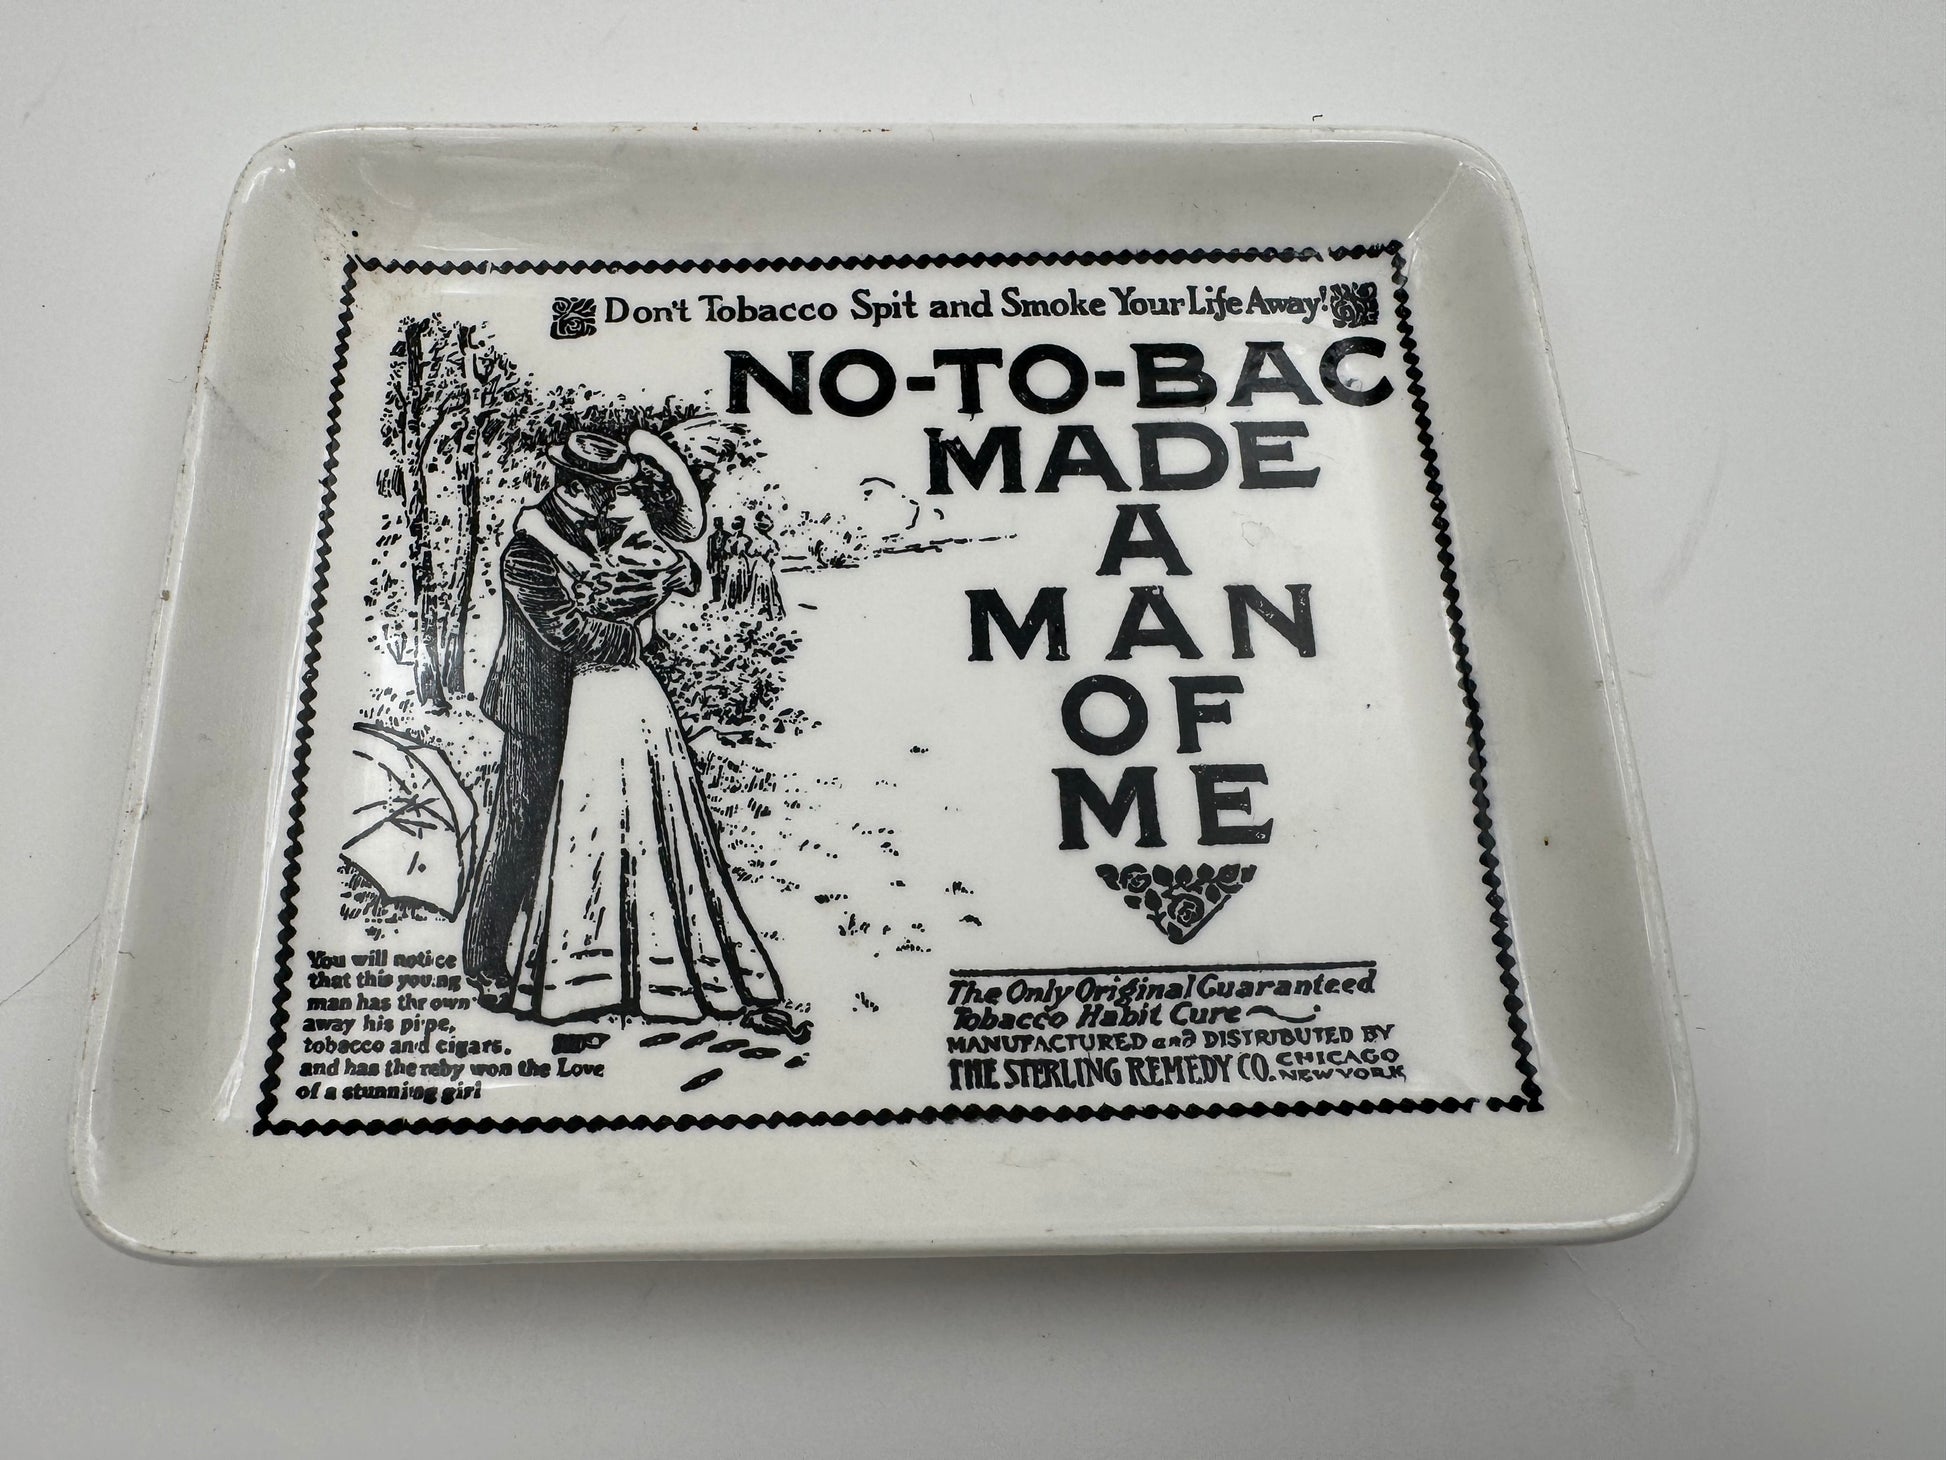 Don't Tobacco Spit and Smoke Your Life Away!
NO-TO-BAC
MADE
A
MAN
OF
ME
You will notice
that this young
man has thrown
away his pipe,
tobacco and cigars.
and has thereby won the Love
of a stunning girl
The Only Original Guaranteed
Tobacco Habit Cure
MANUFACTURED and DISTRIBUTED BY
THE STERLING REMEDY CO. CHICAGO
NEW YORK